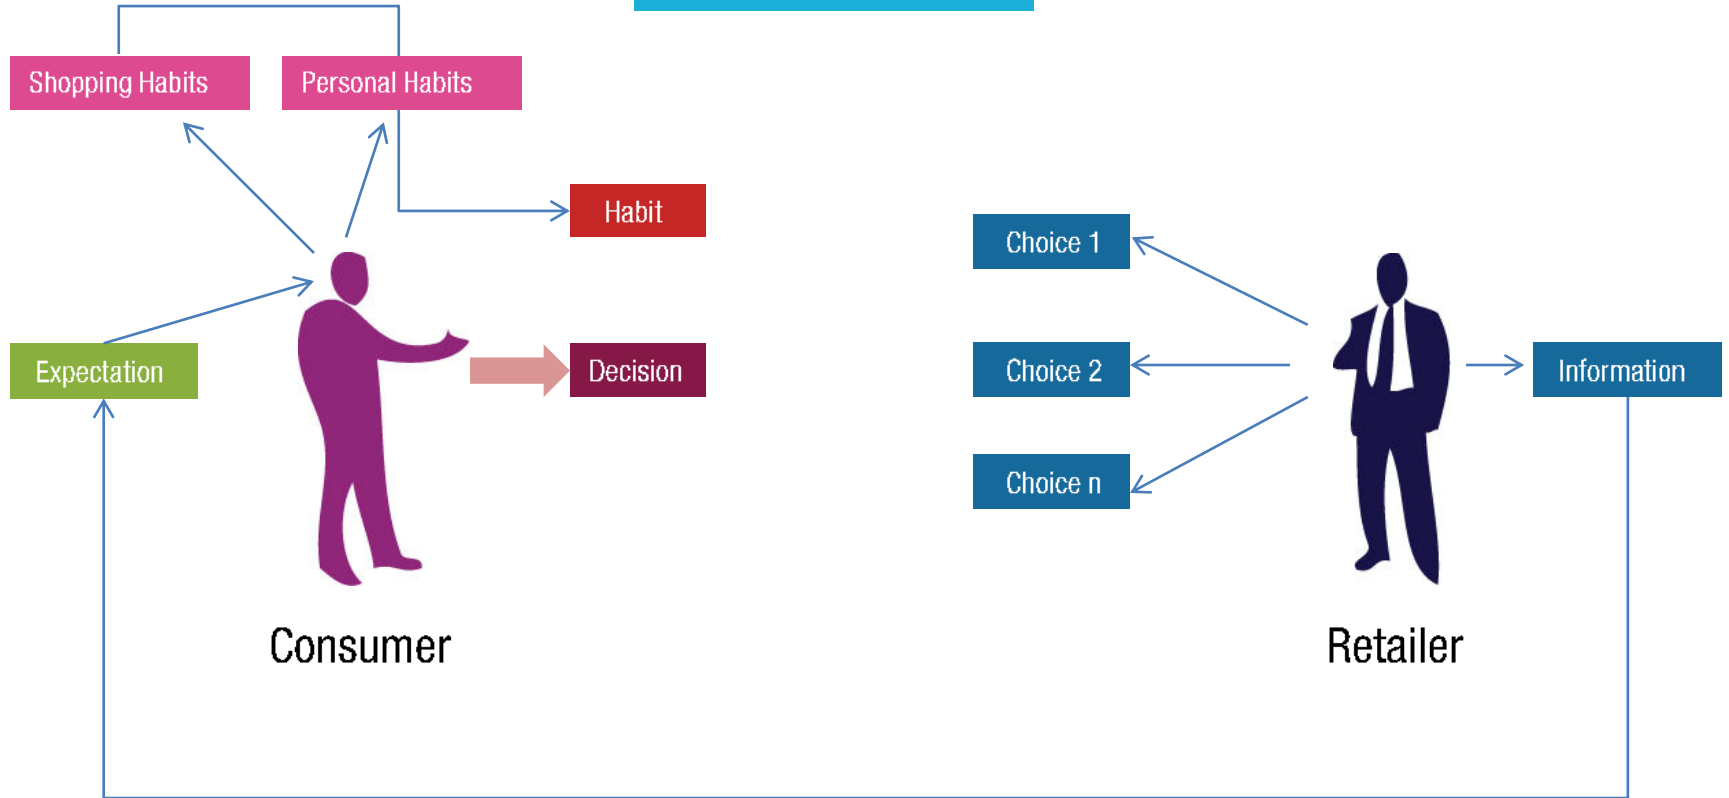 Shopping Habits
Personal Habits
Habit
Choice 1
Expectation
Decision
Choice 2
Information
Choice n
Consumer
Retailer